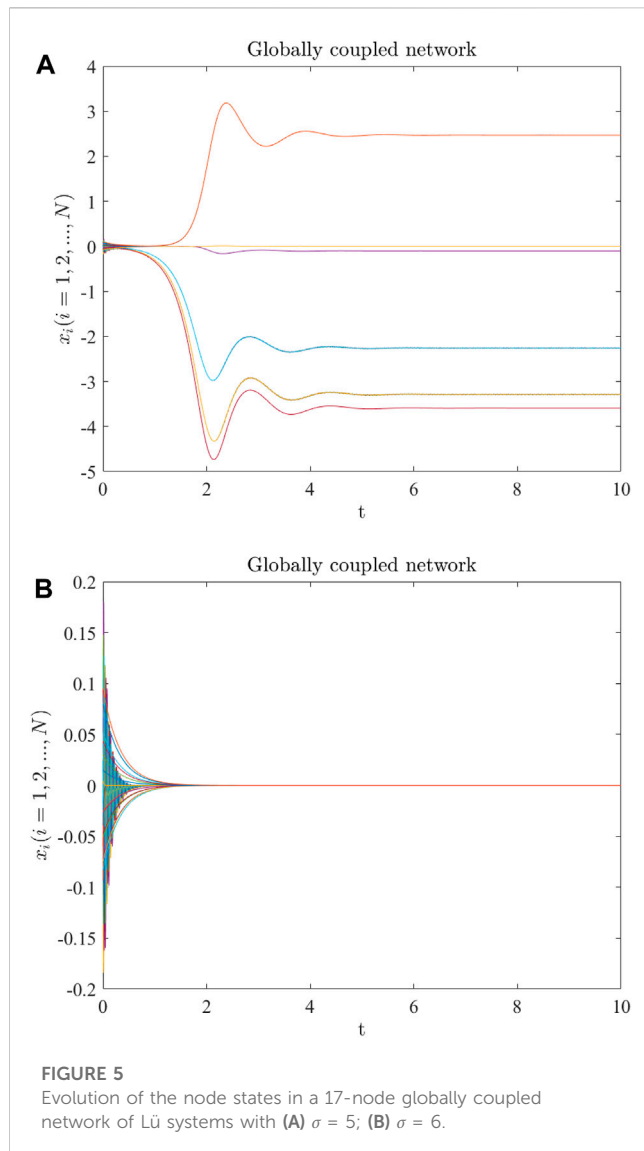 Globally coupled network
A
4
3
2
1
0
-1
-2
-3
-4
-5
x_i(i = 1, 2, ..., N)
0 2 4 6 8 10
t
Globally coupled network
B
0.2
0.15
0.1
0.05
0
-0.05
-0.1
-0.15
-0.2
x_i(i = 1, 2, ..., N)
0 2 4 6 8 10
t
FIGURE 5
Evolution of the node states in a 17-node globally coupled
network of Lü systems with (A) σ = 5; (B) σ = 6.